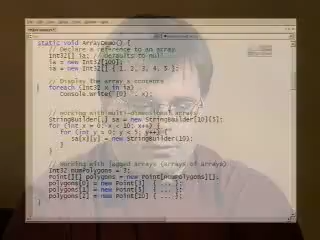 static void ArrayDemo() {
// Declare a reference to an array
Int32[] ia; // defaults to null
ia = new Int32[100];
ia = new Int32[] { 1, 2, 3, 4, 5 };
// Display the array's contents
foreach (Int32 x in ia)
Console.Write("{0} ", x);
// Working with multi-dimensional arrays
StringBuilder[,] sa = new StringBuilder[10][5];
for (int x = 0; x < 10; x++) {
for (int y = 0; y < 5; y++) {
sa[x][y] = new StringBuilder(10);
}
}
// Working with jagged arrays (arrays of arrays)
Int32 numPolygons = 3;
Point[][] polygons = new Point[numPolygons][];
polygons[0] = new Point[3] { ... };
polygons[1] = new Point[5] { ... };
polygons[2] = new Point[10] { ... };